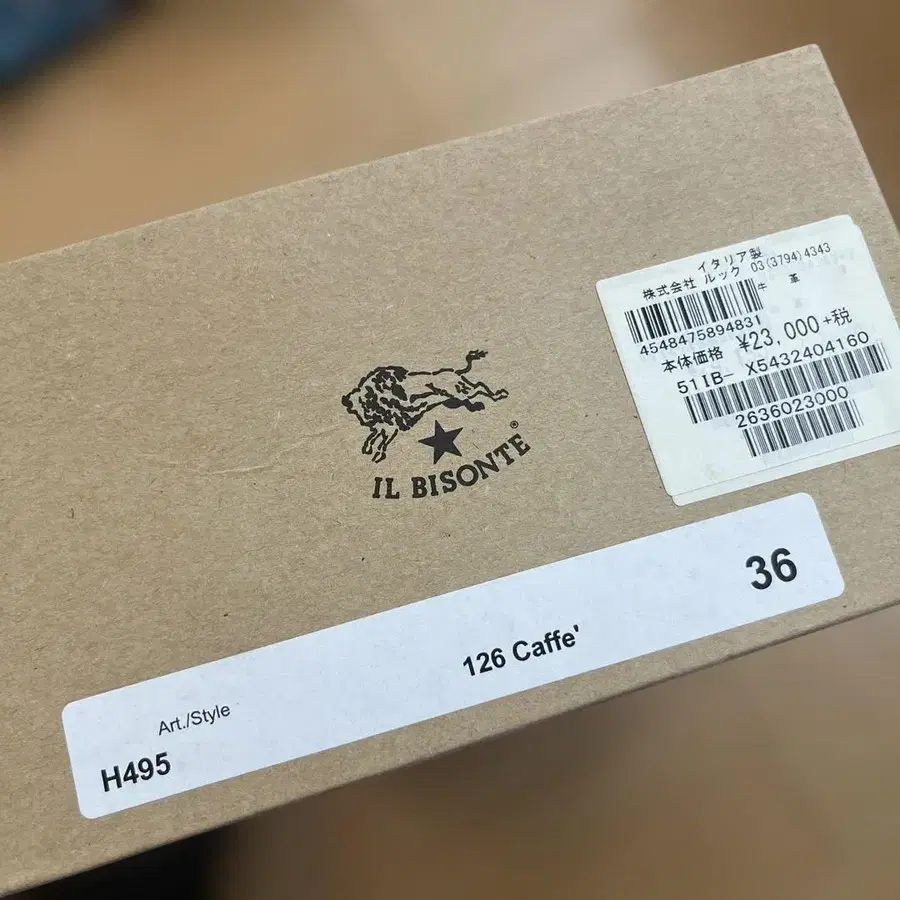 イタリア製
株式会社 ルック 03(3794)4343
牛 革
4548475894831
本体価格 ¥23,000+税
51IB- X5432404160
2636023000
IL BISONTE®
36
126 Caffe'
Art./Style
H495